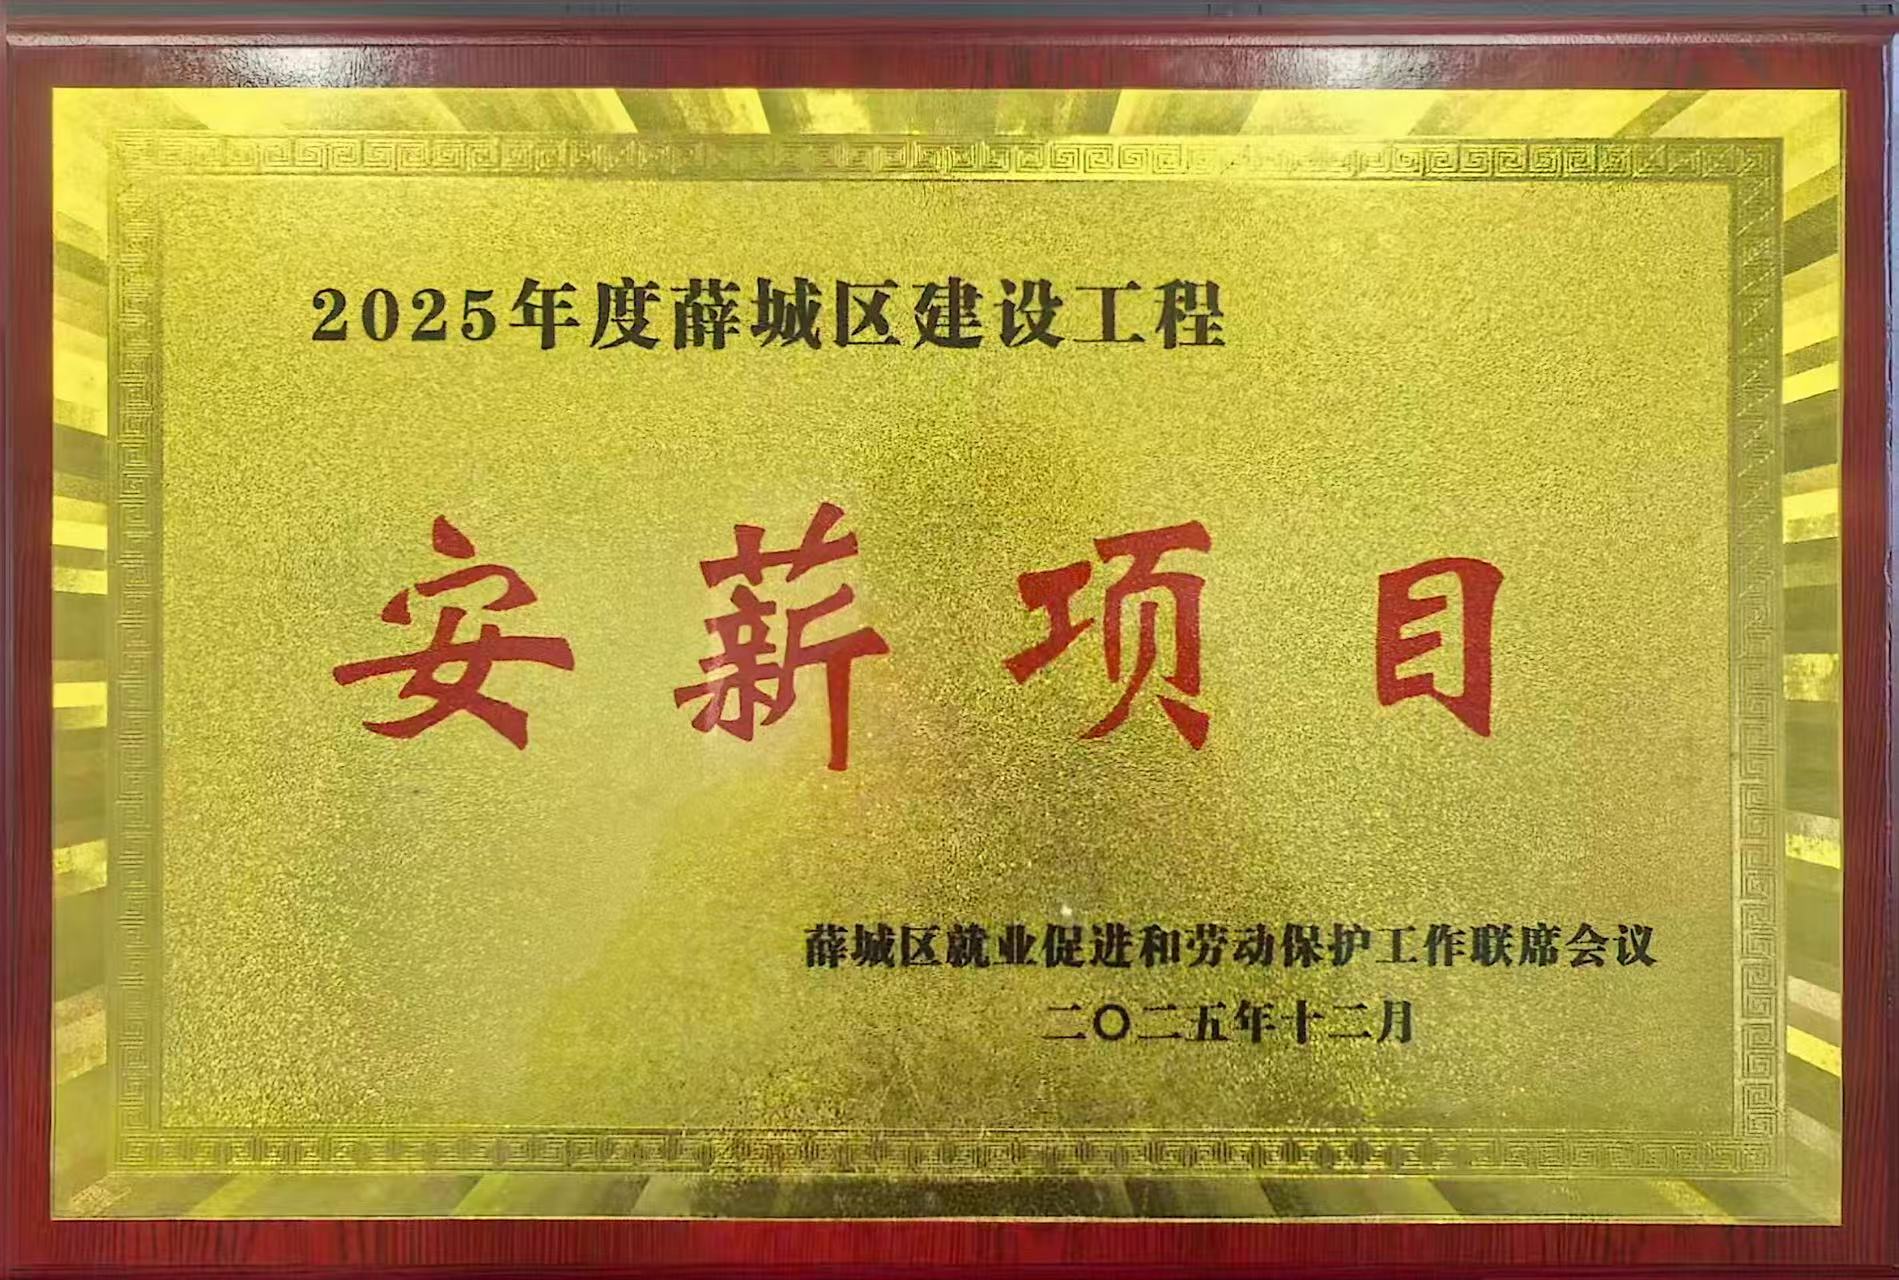 2025年度薛城区建设工程
安薪项目
薛城区就业促进和劳动保护工作联席会议
二〇二五年十二月